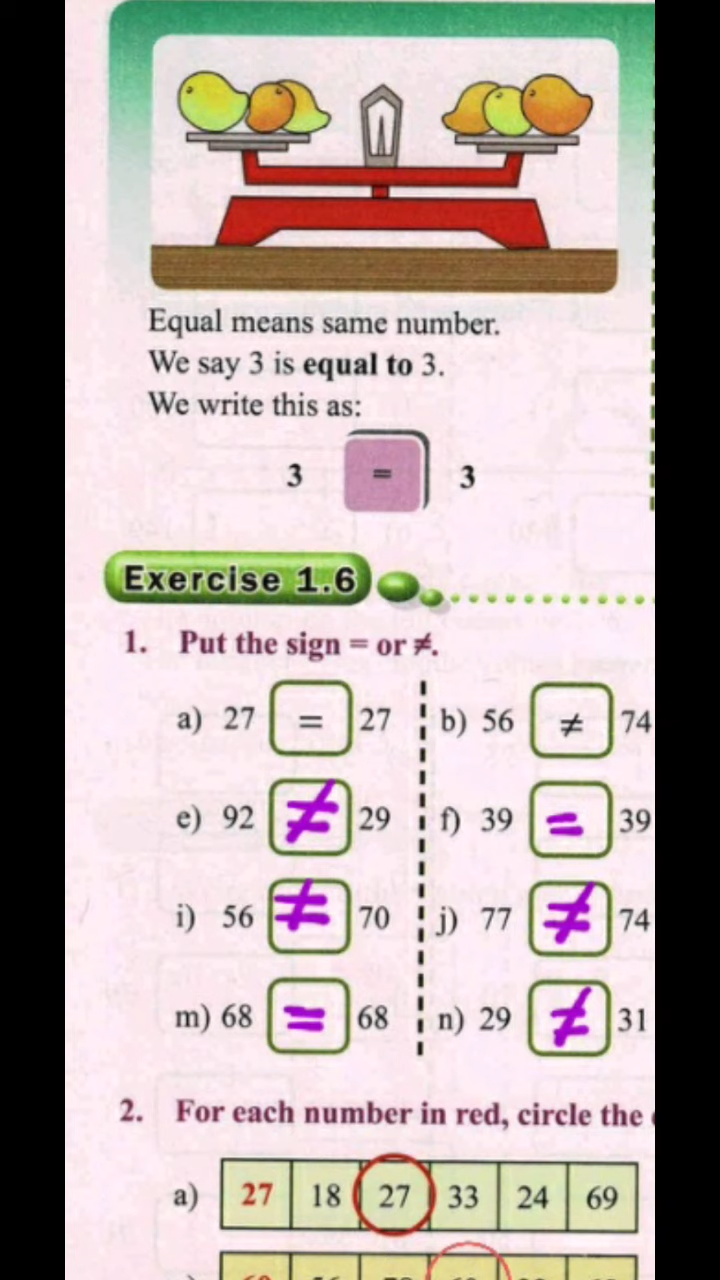 Equal means same number.
We say 3 is equal to 3.
We write this as:
3 = 3
Exercise 1.6
1. Put the sign = or ≠.
a) 27 = 27 b) 56 ≠ 74
e) 92 ≠ 29 f) 39 = 39
i) 56 ≠ 70 j) 77 ≠ 74
m) 68 = 68 n) 29 ≠ 31
2. For each number in red, circle the
a) 27 18 27 33 24 69